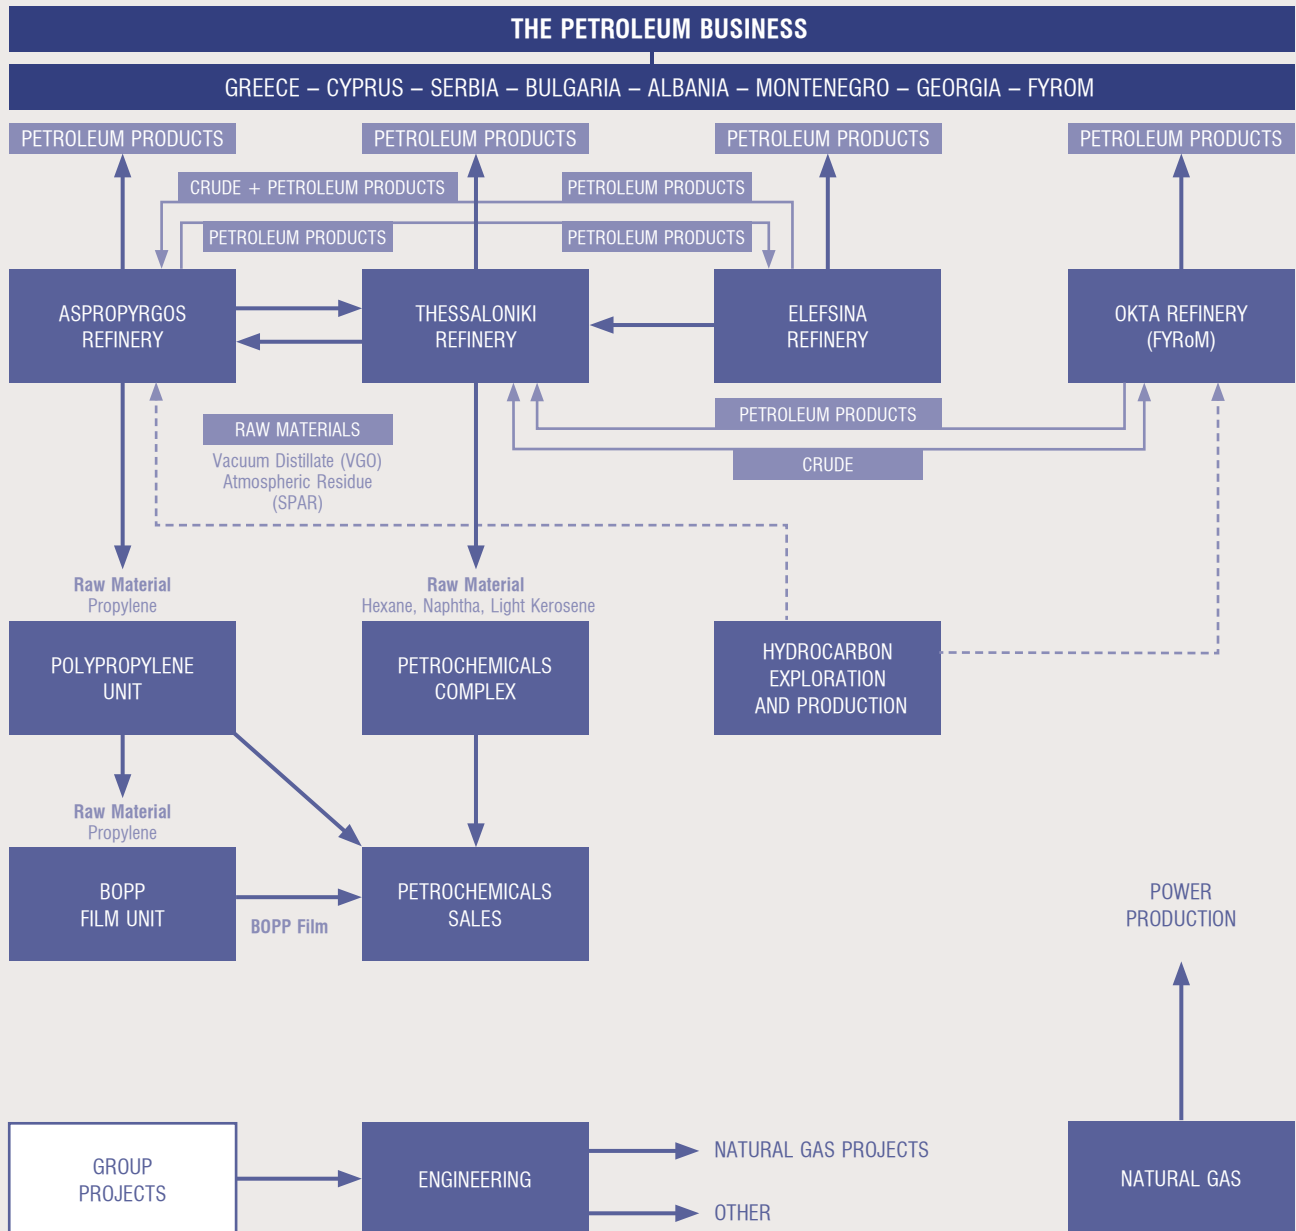 THE PETROLEUM BUSINESS
GREECE – CYPRUS – SERBIA – BULGARIA – ALBANIA – MONTENEGRO – GEORGIA – FYROM
PETROLEUM PRODUCTS
PETROLEUM PRODUCTS
PETROLEUM PRODUCTS
PETROLEUM PRODUCTS
CRUDE + PETROLEUM PRODUCTS
PETROLEUM PRODUCTS
PETROLEUM PRODUCTS
PETROLEUM PRODUCTS
ASPROPYRGOS
REFINERY
THESSALONIKI
REFINERY
ELEFSINA
REFINERY
OKTA REFINERY
(FYRoM)
PETROLEUM PRODUCTS
RAW MATERIALS
Vacuum Distillate (VGO)
Atmospheric Residue
(SPAR)
CRUDE
Raw Material
Propylene
Raw Material
Hexane, Naphtha, Light Kerosene
POLYPROPYLENE
UNIT
PETROCHEMICALS
COMPLEX
HYDROCARBON
EXPLORATION
AND PRODUCTION
Raw Material
Propylene
BOPP
FILM UNIT
BOPP Film
PETROCHEMICALS
SALES
POWER
PRODUCTION
GROUP
PROJECTS
ENGINEERING
NATURAL GAS PROJECTS
OTHER
NATURAL GAS